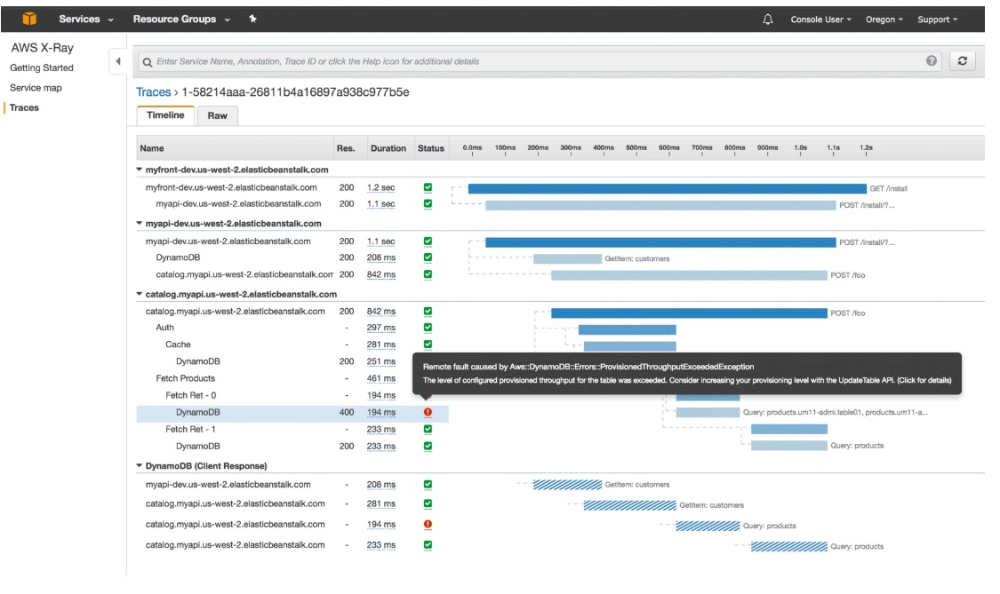 Services Resource Groups Console User Oregon Support
AWS X-Ray
Getting Started
Service map
Traces
Enter Service Name, Annotation, Trace ID or click the Help icon for additional details
Traces > 1-58214aaa-26811b4a16897a938c977b5e
Timeline Raw
Name Res. Duration Status 0.0ms 100ms 200ms 300ms 400ms 500ms 600ms 700ms 800ms 900ms 1.0s 1.1s 1.2s
myfront-dev.us-west-2.elasticbeanstalk.com
myfront-dev.us-west-2.elasticbeanstalk.com 200 1.2 sec GET /install
myapi-dev.us-west-2.elasticbeanstalk.com 200 1.1 sec POST /install/?...
myapi-dev.us-west-2.elasticbeanstalk.com
myapi-dev.us-west-2.elasticbeanstalk.com 200 1.1 sec POST /install/?...
DynamoDB 200 208 ms GetItem: customers
catalog.myapi.us-west-2.elasticbeanstalk.com 200 842 ms POST /foo
catalog.myapi.us-west-2.elasticbeanstalk.com
catalog.myapi.us-west-2.elasticbeanstalk.com 200 842 ms POST /foo
Auth - 297 ms
Cache - 281 ms
DynamoDB 200 251 ms
Remote fault caused by Aws::DynamoDB::Errors::ProvisionedThroughputExceededException
The level of configured provisioned throughput for the table was exceeded. Consider increasing your provisioning level with the UpdateTable API. (Click for details)
Fetch Products - 461 ms
Fetch Ret - 0 - 194 ms
DynamoDB 400 194 ms Query: products.um11-admi.table01, products.um11-a...
Fetch Ret - 1 - 233 ms
DynamoDB 200 233 ms Query: products
DynamoDB (Client Response)
myapi-dev.us-west-2.elasticbeanstalk.com - 208 ms GetItem: customers
catalog.myapi.us-west-2.elasticbeanstalk.com - 281 ms GetItem: customers
catalog.myapi.us-west-2.elasticbeanstalk.com - 194 ms Query: products
catalog.myapi.us-west-2.elasticbeanstalk.com - 233 ms Query: products